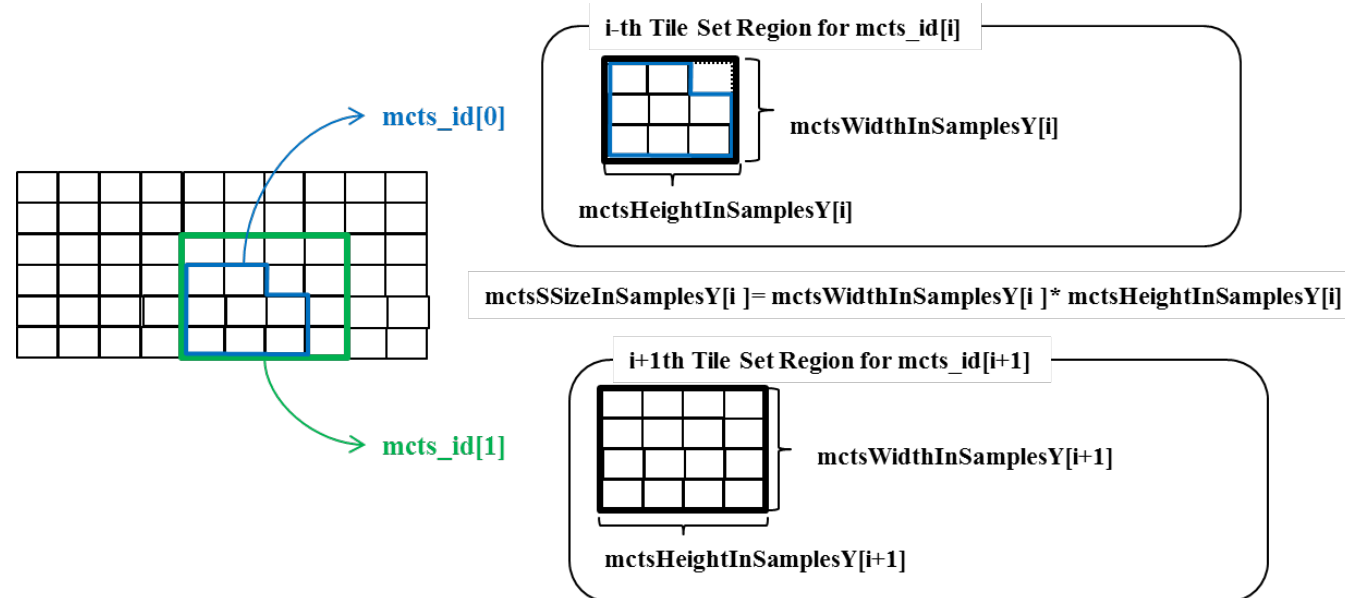 i-th Tile Set Region for mcts_id[i]
mcts_id[0]
mctsWidthInSamplesY[i]
mctsHeightInSamplesY[i]
mctsSSizeInSamplesY[i ]= mctsWidthInSamplesY[i ]* mctsHeightInSamplesY[i]
i+1th Tile Set Region for mcts_id[i+1]
mcts_id[1]
mctsWidthInSamplesY[i+1]
mctsHeightInSamplesY[i+1]